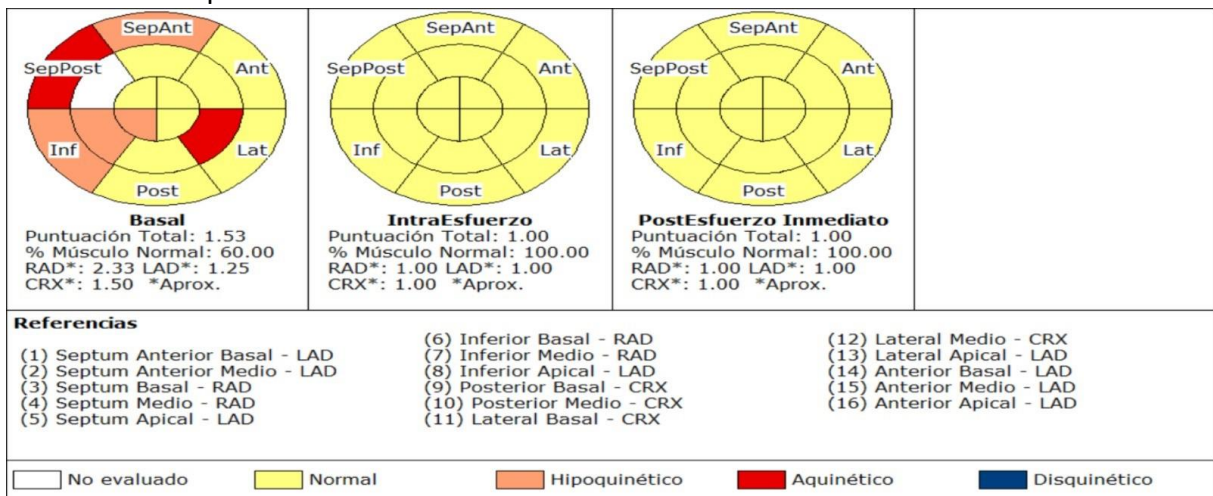 SepAnt
SepPost
Ant
Inf
Lat
Post
Basal
Puntuación Total: 1.53
% Músculo Normal: 60.00
RAD*: 2.33 LAD*: 1.25
CRX*: 1.50 *Aprox.
SepAnt
SepPost
Ant
Inf
Lat
Post
IntraEsfuerzo
Puntuación Total: 1.00
% Músculo Normal: 100.00
RAD*: 1.00 LAD*: 1.00
CRX*: 1.00 *Aprox.
SepAnt
SepPost
Ant
Inf
Lat
Post
PostEsfuerzo Inmediato
Puntuación Total: 1.00
% Músculo Normal: 100.00
RAD*: 1.00 LAD*: 1.00
CRX*: 1.00 *Aprox.
Referencias
(1) Septum Anterior Basal - LAD
(2) Septum Anterior Medio - LAD
(3) Septum Basal - RAD
(4) Septum Medio - RAD
(5) Septum Apical - LAD
(6) Inferior Basal - RAD
(7) Inferior Medio - RAD
(8) Inferior Apical - LAD
(9) Posterior Basal - CRX
(10) Posterior Medio - CRX
(11) Lateral Basal - CRX
(12) Lateral Medio - CRX
(13) Lateral Apical - LAD
(14) Anterior Basal - LAD
(15) Anterior Medio - LAD
(16) Anterior Apical - LAD
No evaluado
Normal
Hipoquinético
Aquinético
Disquinético